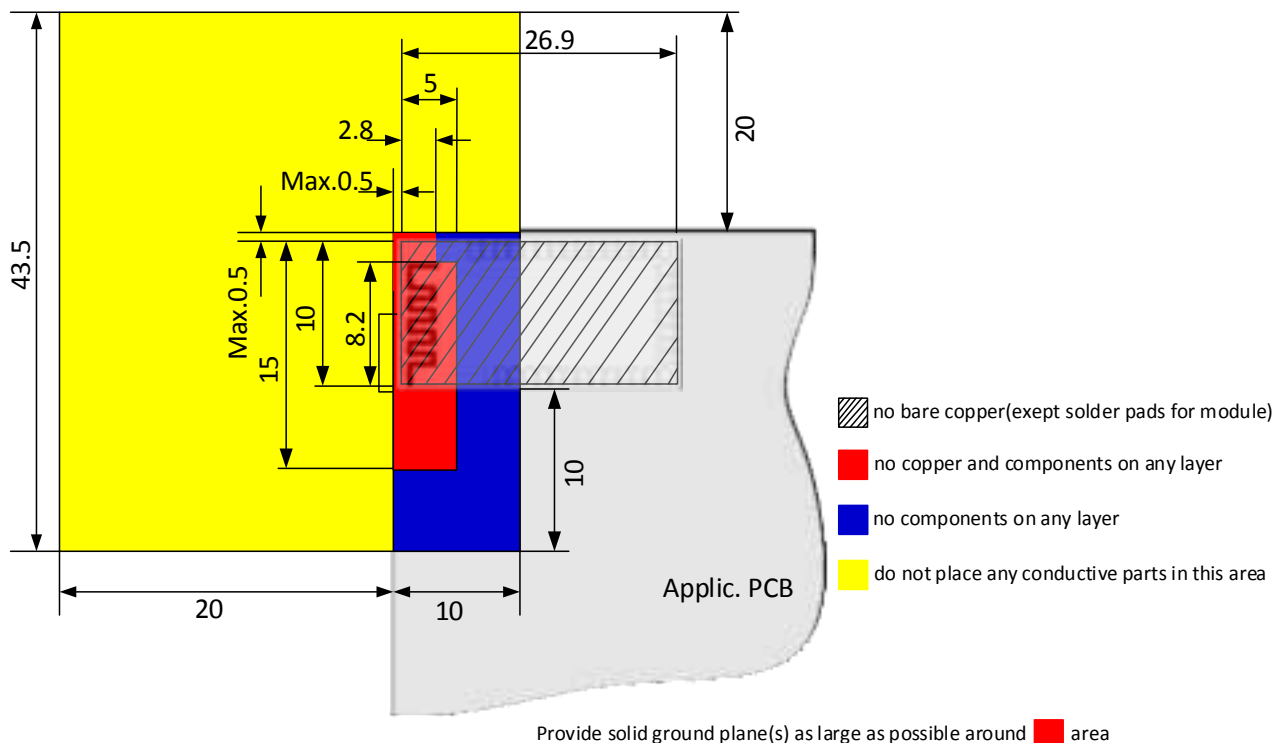 26.9
5
20
2.8
Max.0.5
43.5
Max.0.5
15
10
8.2
no bare copper(exept solder pads for module)
no copper and components on any layer
10
no components on any layer
do not place any conductive parts in this area
Applic. PCB
20
10
Provide solid ground plane(s) as large as possible around area